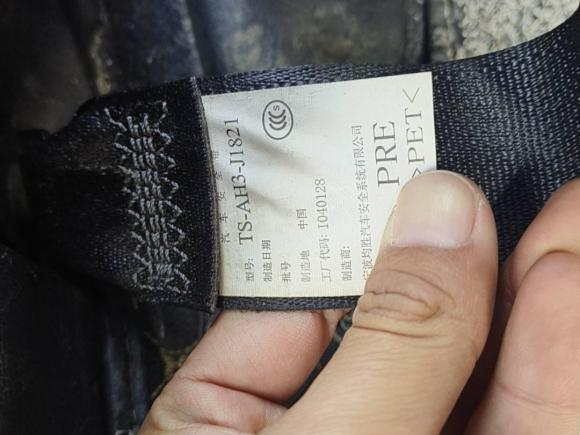 汽车安全带
型号: TS-AH3-J1821
制造日期
批号
制造地 中国
工厂代码: I040128
制造商:
宁波均胜汽车安全系统有限公司
PRE
>PET<
S